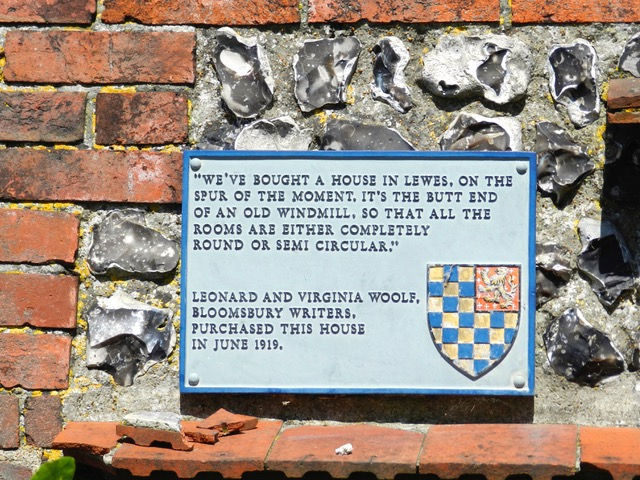 "WE'VE BOUGHT A HOUSE IN LEWES, ON THE
SPUR OF THE MOMENT. IT'S THE BUTT END
OF AN OLD WINDMILL, SO THAT ALL THE
ROOMS ARE EITHER COMPLETELY
ROUND OR SEMI CIRCULAR."
LEONARD AND VIRGINIA WOOLF,
BLOOMSBURY WRITERS,
PURCHASED THIS HOUSE
IN JUNE 1919.